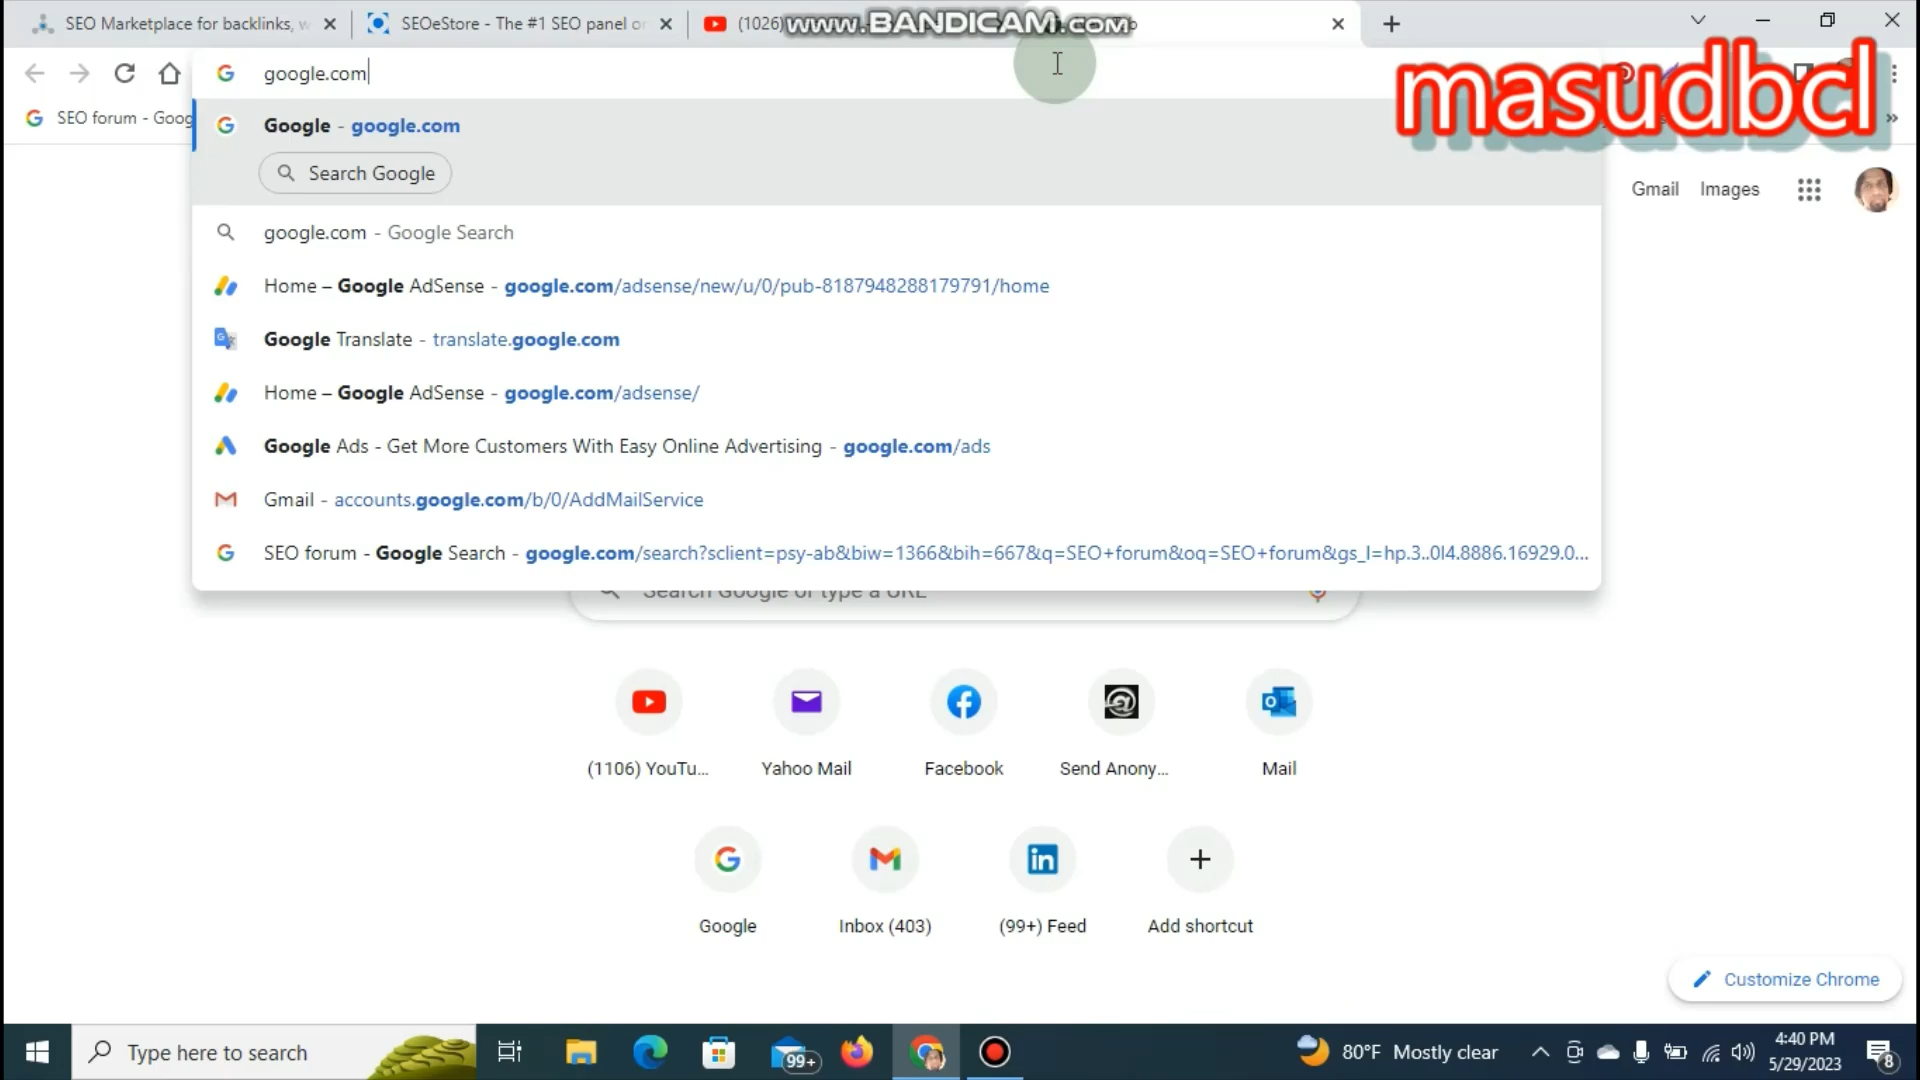 SEO Marketplace for backlinks, w
SEOeStore - The #1 SEO panel or
(1026)
www.BANDICAM.com
google.com
masudbcl
SEO forum - Goog
Google - google.com
Search Google
Gmail
Images
google.com - Google Search
Home – Google AdSense - google.com/adsense/new/u/0/pub-8187948288179791/home
Google Translate - translate.google.com
Home – Google AdSense - google.com/adsense/
Google Ads - Get More Customers With Easy Online Advertising - google.com/ads
Gmail - accounts.google.com/b/0/AddMailService
SEO forum - Google Search - google.com/search?sclient=psy-ab&biw=1366&bih=667&q=SEO+forum&oq=SEO+forum&gs_l=hp.3..0l4.8886.16929.0...
Search Google or type a URL
(1106) YouTu...
Yahoo Mail
Facebook
Send Anony...
Mail
Google
Inbox (403)
(99+) Feed
Add shortcut
Customize Chrome
Type here to search
99+
80°F Mostly clear
4:40 PM
5/29/2023
8